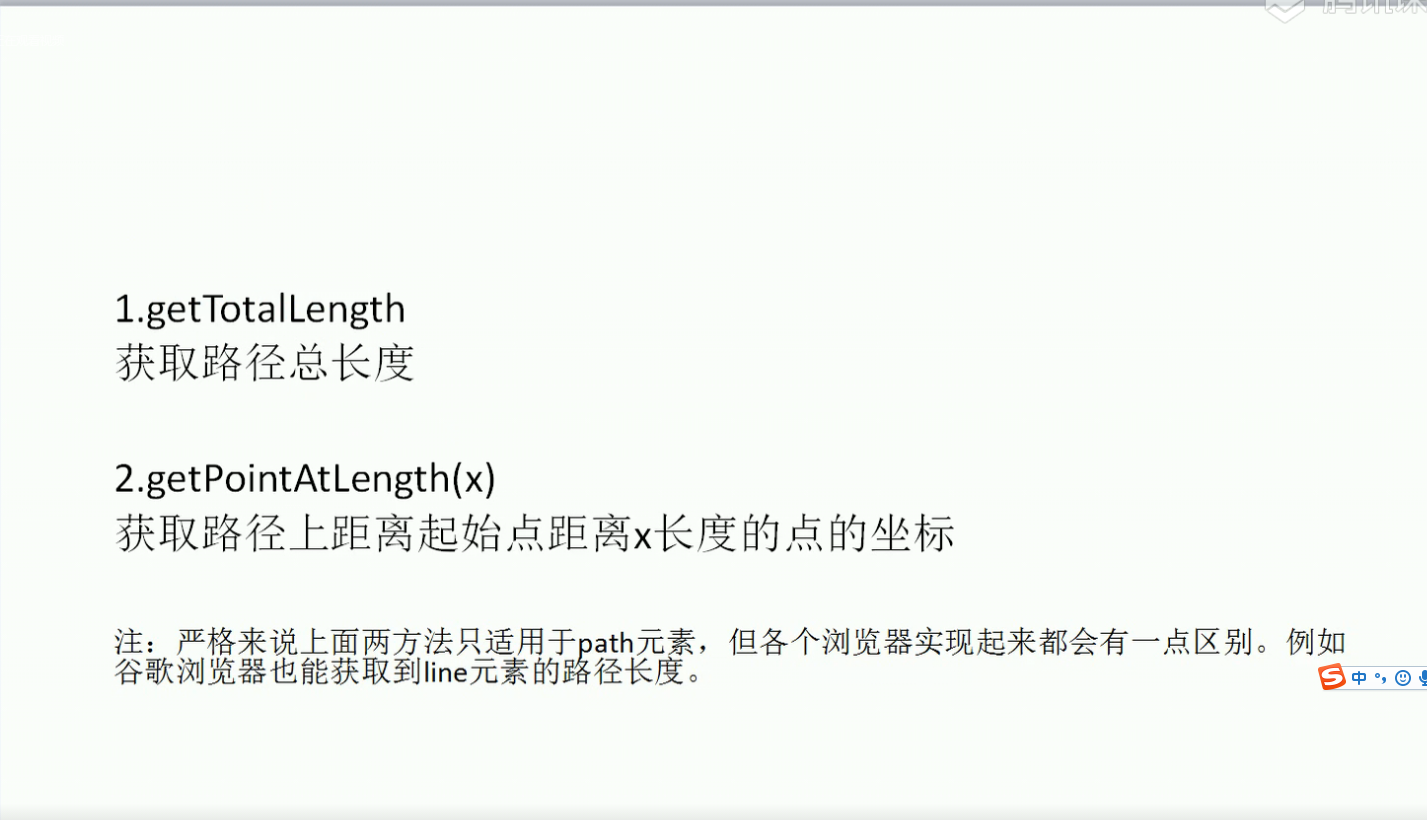 1.getTotalLength
获取路径总长度
2.getPointAtLength(x)
获取路径上距离起始点距离x长度的点的坐标
注：严格来说上面两方法只适用于path元素，但各个浏览器实现起来都会有一点区别。例如
谷歌浏览器也能获取到line元素的路径长度。
中